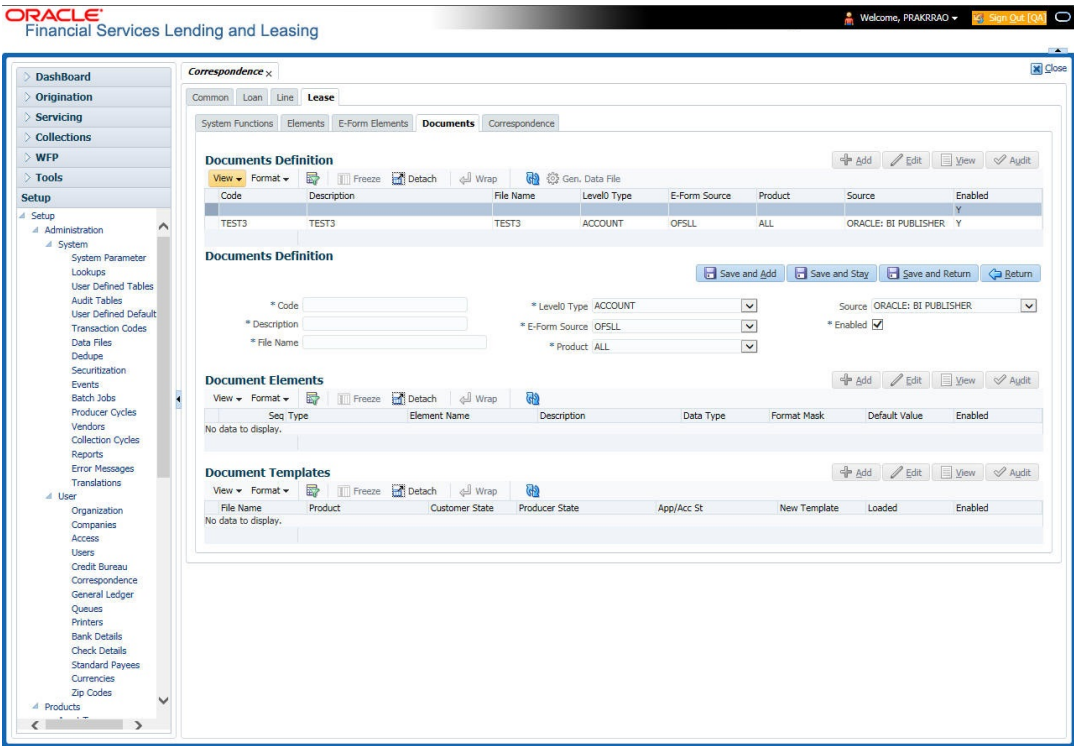 ORACLE®
Financial Services Lending and Leasing
Welcome, PRAKRRAO
Sign Out [QA]
Close
DashBoard
Origination
Servicing
Collections
WFP
Tools
Setup
Setup
Administration
System
System Parameter
Lookups
User Defined Tables
Audit Tables
User Defined Default
Transaction Codes
Data Files
Dedupe
Securitization
Events
Batch Jobs
Producer Cycles
Vendors
Collection Cycles
Reports
Error Messages
Translations
User
Organization
Companies
Access
Users
Credit Bureau
Correspondence
General Ledger
Queues
Printers
Bank Details
Check Details
Standard Payees
Currencies
Zip Codes
Products
Correspondence x
Common Loan Line Lease
System Functions Elements E-Form Elements Documents Correspondence
Documents Definition
Add Edit View Audit
View Format Freeze Detach Wrap Gen. Data File
Code Description File Name Level0 Type E-Form Source Product Source Enabled
Y
TEST3 TEST3 TEST3 ACCOUNT OFSLL ALL ORACLE: BI PUBLISHER Y
Documents Definition
Save and Add Save and Stay Save and Return Return
* Code * Level0 Type ACCOUNT Source ORACLE: BI PUBLISHER
* Description * E-Form Source OFSLL * Enabled
* File Name * Product ALL
Document Elements
Add Edit View Audit
View Format Freeze Detach Wrap
Seq Type Element Name Description Data Type Format Mask Default Value Enabled
No data to display.
Document Templates
Add Edit View Audit
View Format Freeze Detach Wrap
File Name Product Customer State Producer State App/Acc St New Template Loaded Enabled
No data to display.